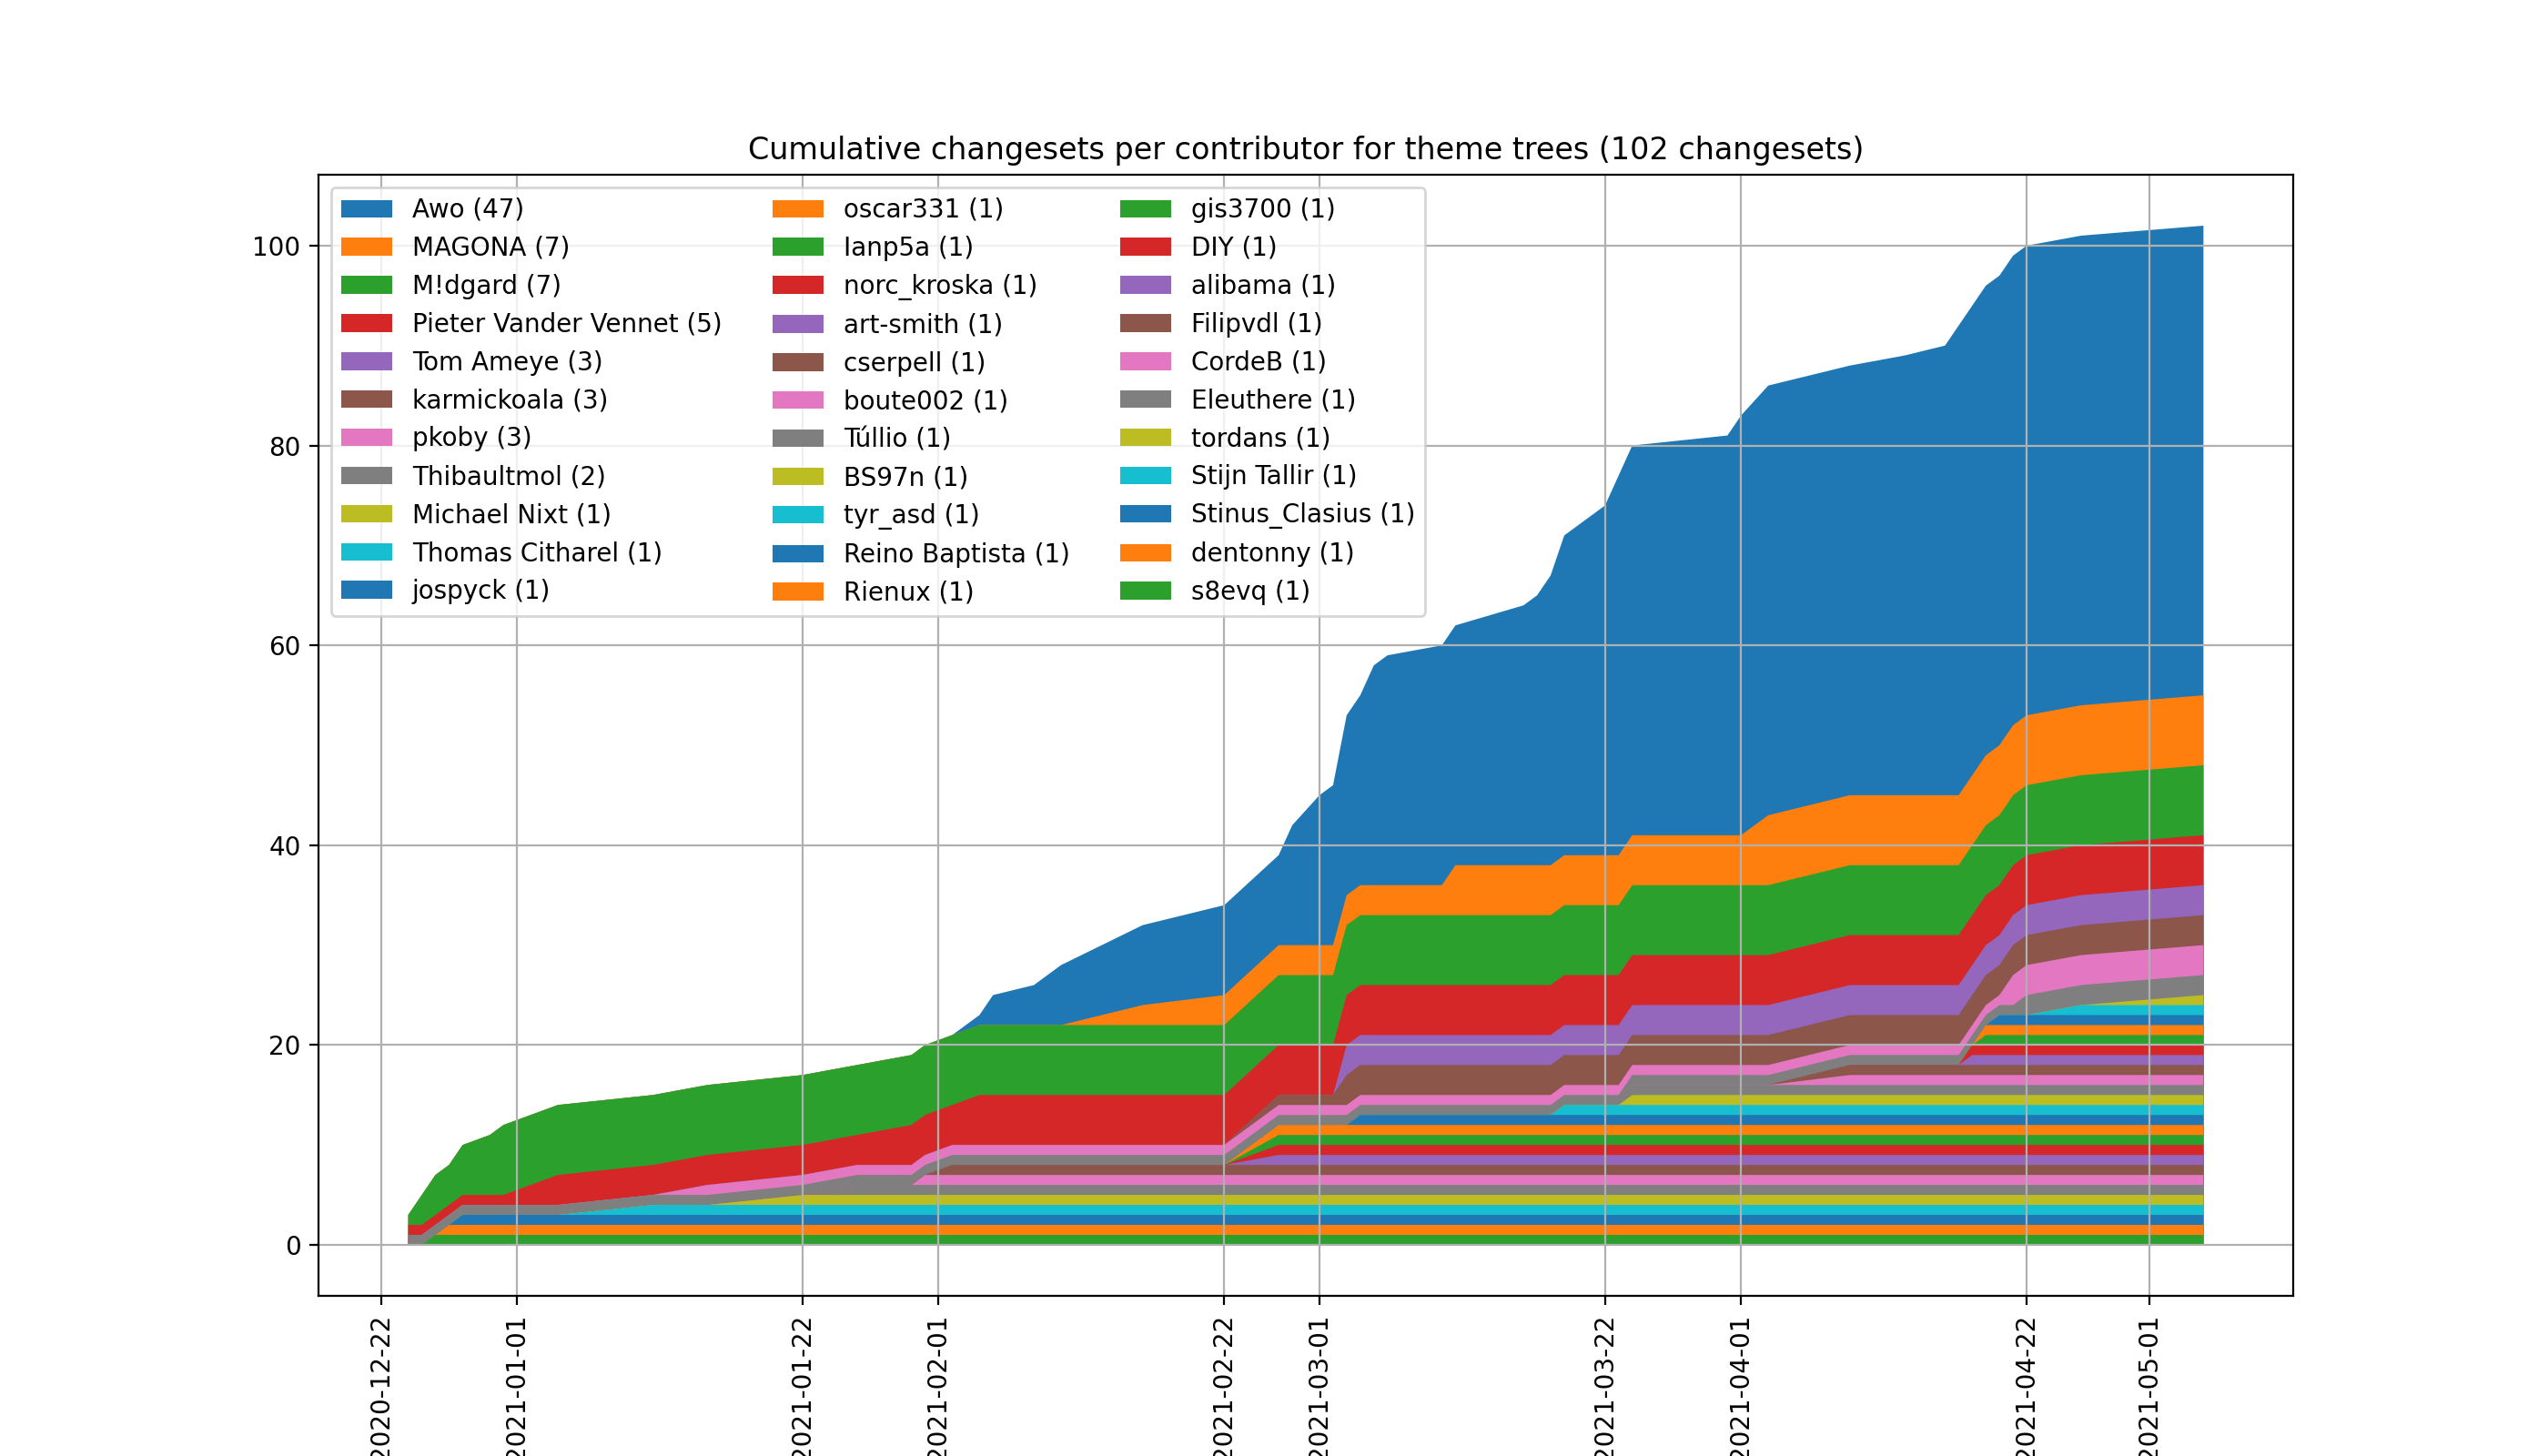 Cumulative changesets per contributor for theme trees (102 changesets)
Awo (47)
MAGONA (7)
M!dgard (7)
Pieter Vander Vennet (5)
Tom Ameye (3)
karmickoala (3)
pkoby (3)
Thibaultmol (2)
Michael Nixt (1)
Thomas Citharel (1)
jospyck (1)
oscar331 (1)
Ianp5a (1)
norc_kroska (1)
art-smith (1)
cserpell (1)
boute002 (1)
Túllio (1)
BS97n (1)
tyr_asd (1)
Reino Baptista (1)
Rienux (1)
gis3700 (1)
DIY (1)
alibama (1)
Filipvdl (1)
CordeB (1)
Eleuthere (1)
tordans (1)
Stijn Tallir (1)
Stinus_Clasius (1)
dentonny (1)
s8evq (1)
100
80
60
40
20
0
2020-12-22
2021-01-01
2021-01-22
2021-02-01
2021-02-22
2021-03-01
2021-03-22
2021-04-01
2021-04-22
2021-05-01